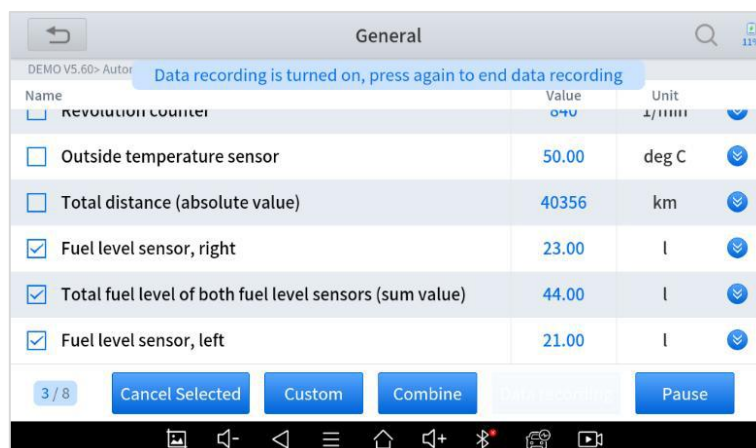 General
11%
DEMO V5.60> Autor
Data recording is turned on, press again to end data recording
Name Value Unit
Revolution counter 840 1/min
Outside temperature sensor 50.00 deg C
Total distance (absolute value) 40356 km
Fuel level sensor, right 23.00 l
Total fuel level of both fuel level sensors (sum value) 44.00 l
Fuel level sensor, left 21.00 l
3 / 8 Cancel Selected Custom Combine Data recording Pause